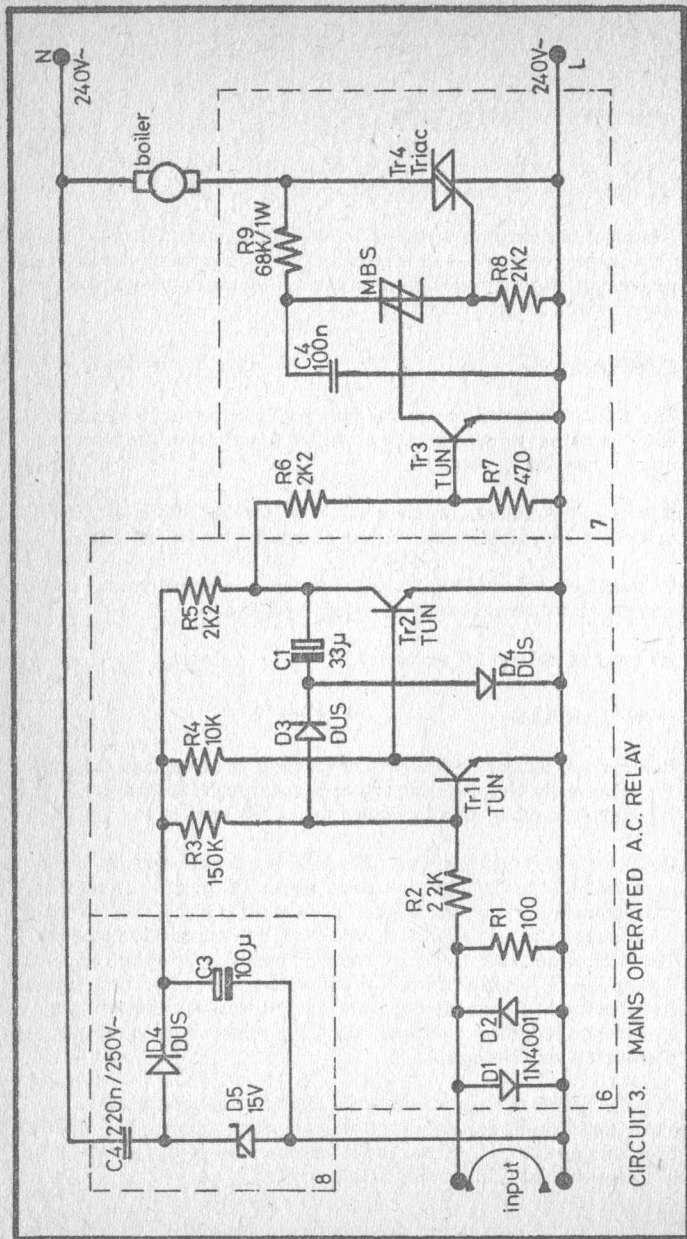 N
240V~
boiler
Tr4
Triac
240V~
L
R9
68K/1W
MBS
R8
2K2
C4
100n
Tr3
TUN
R6
2K2
R7
470
7
R5
2K2
C1
33µ
Tr2
TUN
D4
DUS
D3
DUS
R4
10K
Tr1
TUN
R3
150K
R2
2.2K
R1
100
C3
100µ
D4
DUS
D2
D1
1N4001
6
C4
220n/250V~
D5
15V
8
input
CIRCUIT 3. MAINS OPERATED A.C. RELAY